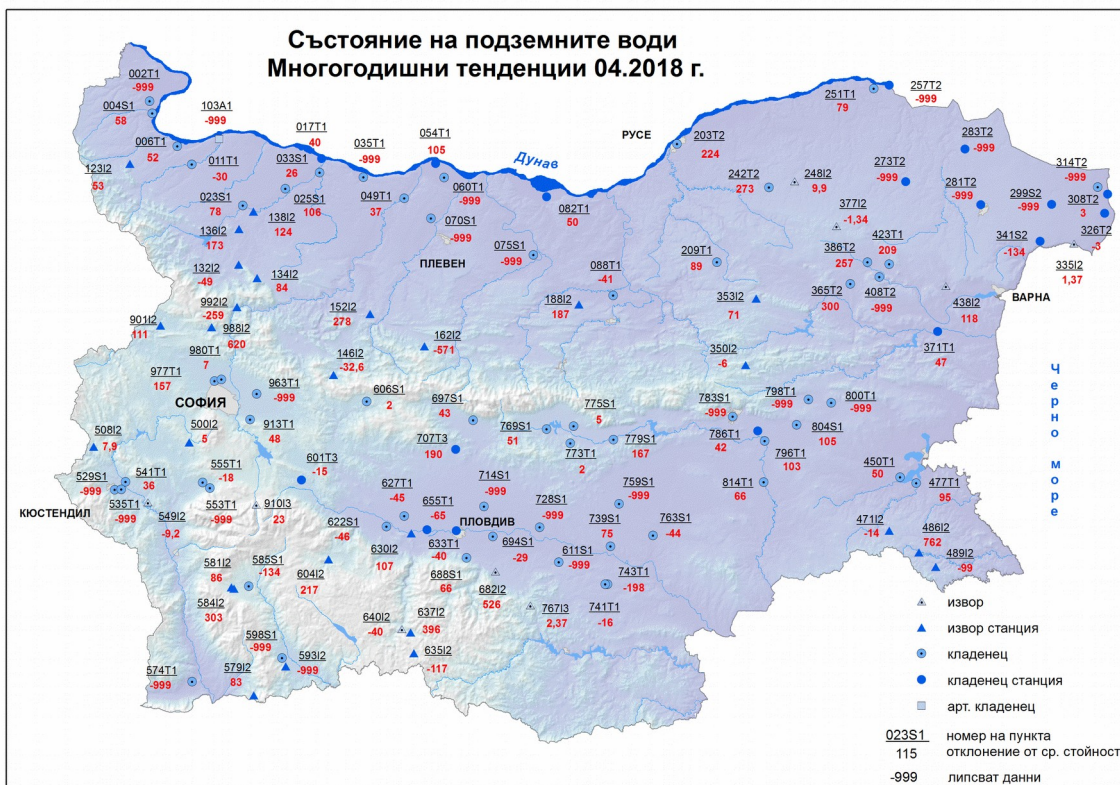 Състояние на подземните води
Многогодишни тенденции 04.2018 г.
002T1
-999
004S1
58
103A1
-999
006T1
52
011T1
-30
123I2
53
017T1
40
033S1
26
035T1
-999
054T1
105
Дунав
РУСЕ
203T2
224
251T1
79
257T2
-999
283T2
-999
273T2
-999
314T2
-999
023S1
78
025S1
106
138I2
124
136I2
173
049T1
37
060T1
-999
070S1
-999
082T1
50
242T2
273
248I2
9,9
281T2
-999
299S2
-999
308T2
3
326T2
-3
377I2
-1,34
423T1
209
341S2
-134
335I2
1,37
132I2
-49
134I2
84
ПЛЕВЕН
075S1
-999
088T1
-41
209T1
89
386T2
257
365T2
300
408T2
-999
438I2
118
ВАРНА
992I2
-259
988I2
620
901I2
111
152I2
278
188I2
187
353I2
71
162I2
-571
146I2
-32,6
350I2
-6
371T1
47
980T1
7
977T1
157
СОФИЯ
963T1
-999
606S1
2
697S1
43
775S1
5
783S1
-999
798T1
-999
800T1
-999
Черно море
508I2
7,9
500I2
5
913T1
48
707T3
190
769S1
51
773T1
2
779S1
167
786T1
42
804S1
105
796T1
103
529S1
-999
541T1
36
555T1
-18
601T3
-15
627T1
-45
714S1
-999
759S1
-999
814T1
66
450T1
50
477T1
95
КЮСТЕНДИЛ
535T1
-999
549I2
-9,2
553T1
-999
910I3
23
622S1
-46
655T1
-65
ПЛОВДИВ
728S1
-999
739S1
75
763S1
-44
471I2
-14
486I2
762
489I2
-99
581I2
86
585S1
-134
604I2
217
630I2
107
633T1
-40
694S1
-29
611S1
-999
688S1
66
682I2
526
743T1
-198
584I2
303
640I2
-40
637I2
396
767I3
2,37
741T1
-16
598S1
-999
593I2
-999
635I2
-117
574T1
-999
579I2
83
извор
извор станция
кладенец
кладенец станция
арт. кладенец
023S1 номер на пункта
115 отклонение от ср. стойност
-999 липсват данни